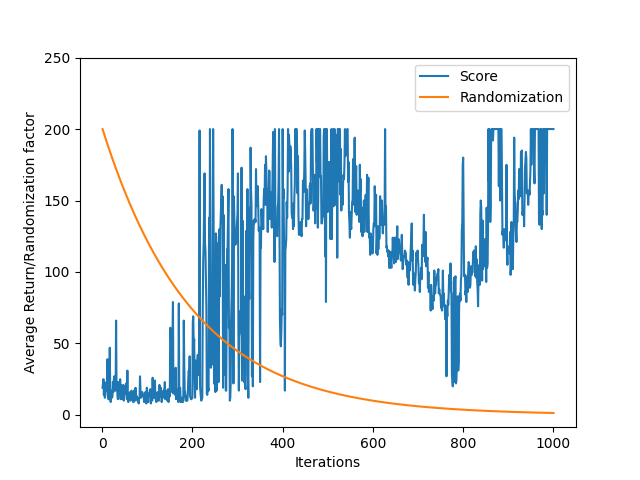 250
200
150
100
50
0
Average Return/Randomization factor
Score
Randomization
0 200 400 600 800 1000
Iterations